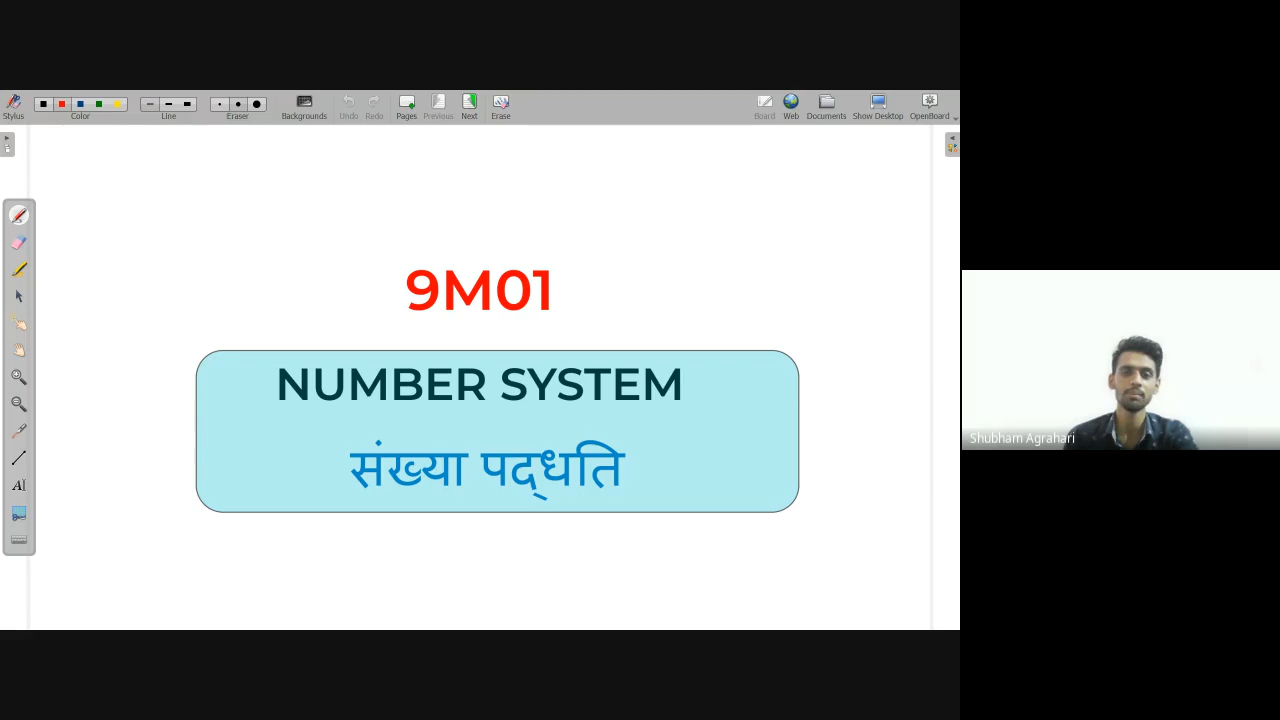 Stylus
Color
Line
Eraser
Backgrounds
Undo
Redo
Pages
Previous
Next
Erase
Board
Web
Documents
Show Desktop
OpenBoard
9M01
NUMBER SYSTEM
संख्या पद्‌धति
Shubham Agrahari